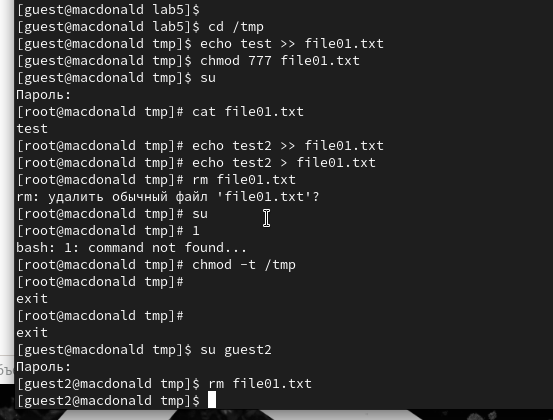 [guest@macdonald lab5]$
[guest@macdonald lab5]$ cd /tmp
[guest@macdonald tmp]$ echo test >> file01.txt
[guest@macdonald tmp]$ chmod 777 file01.txt
[guest@macdonald tmp]$ su
Пароль:
[root@macdonald tmp]# cat file01.txt
test
[root@macdonald tmp]# echo test2 >> file01.txt
[root@macdonald tmp]# echo test2 > file01.txt
[root@macdonald tmp]# rm file01.txt
rm: удалить обычный файл 'file01.txt'?
[root@macdonald tmp]# su
[root@macdonald tmp]# 1
bash: 1: command not found...
[root@macdonald tmp]# chmod -t /tmp
[root@macdonald tmp]#
exit
[root@macdonald tmp]#
exit
[guest@macdonald tmp]$ su guest2
Пароль:
[guest2@macdonald tmp]$ rm file01.txt
[guest2@macdonald tmp]$